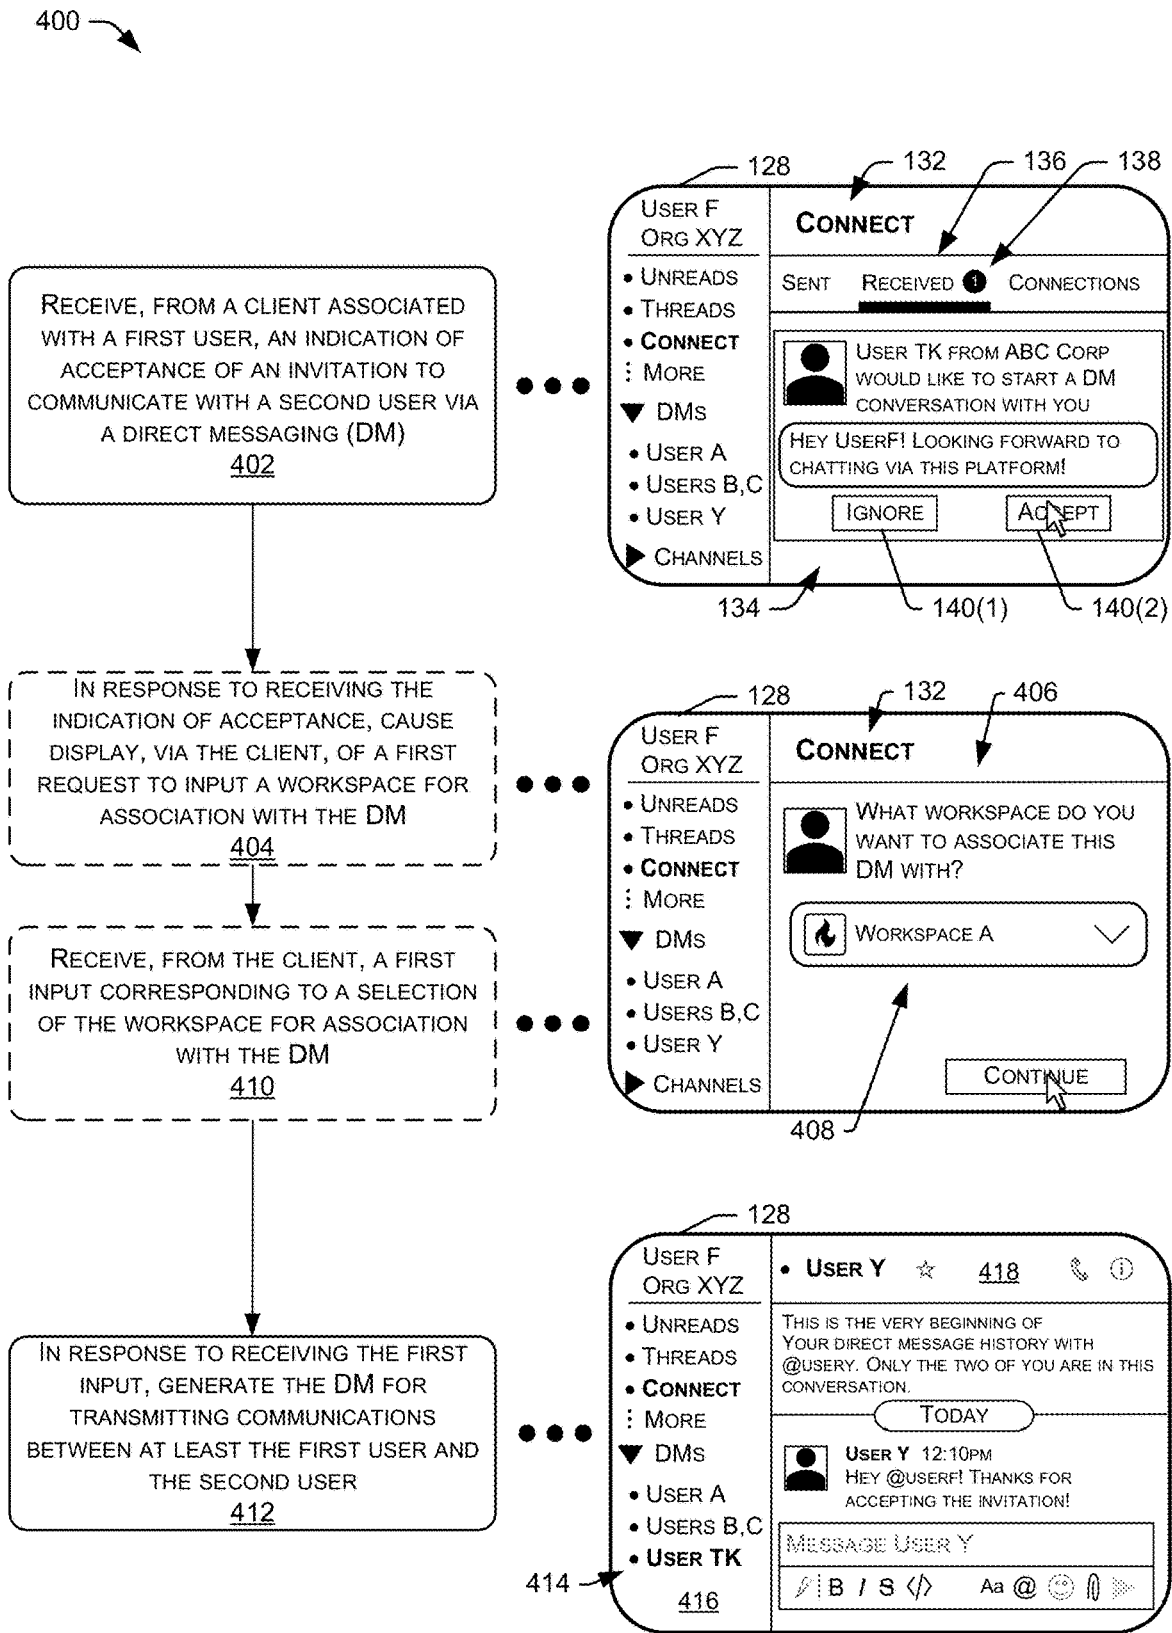 400
128
132
136
138
USER F
ORG XYZ
CONNECT
• UNREADS
• THREADS
• CONNECT
⋮ MORE
▼ DMS
• USER A
• USERS B,C
• USER Y
▶ CHANNELS
SENT RECEIVED 1 CONNECTIONS
USER TK FROM ABC CORP
WOULD LIKE TO START A DM
CONVERSATION WITH YOU
HEY USERF! LOOKING FORWARD TO
CHATTING VIA THIS PLATFORM!
IGNORE ACCEPT
134
140(1)
140(2)
RECEIVE, FROM A CLIENT ASSOCIATED
WITH A FIRST USER, AN INDICATION OF
ACCEPTANCE OF AN INVITATION TO
COMMUNICATE WITH A SECOND USER VIA
A DIRECT MESSAGING (DM)
402
IN RESPONSE TO RECEIVING THE
INDICATION OF ACCEPTANCE, CAUSE
DISPLAY, VIA THE CLIENT, OF A FIRST
REQUEST TO INPUT A WORKSPACE FOR
ASSOCIATION WITH THE DM
404
128
132
406
USER F
ORG XYZ
CONNECT
• UNREADS
• THREADS
• CONNECT
⋮ MORE
▼ DMS
• USER A
• USERS B,C
• USER Y
▶ CHANNELS
WHAT WORKSPACE DO YOU
WANT TO ASSOCIATE THIS
DM WITH?
WORKSPACE A
CONTINUE
408
RECEIVE, FROM THE CLIENT, A FIRST
INPUT CORRESPONDING TO A SELECTION
OF THE WORKSPACE FOR ASSOCIATION
WITH THE DM
410
128
USER F
ORG XYZ
• UNREADS
• THREADS
• CONNECT
⋮ MORE
▼ DMS
• USER A
• USERS B,C
• USER TK
414
416
• USER Y ☆ 418
THIS IS THE VERY BEGINNING OF
YOUR DIRECT MESSAGE HISTORY WITH
@USERY. ONLY THE TWO OF YOU ARE IN THIS
CONVERSATION.
TODAY
USER Y 12:10PM
HEY @USERF! THANKS FOR
ACCEPTING THE INVITATION!
MESSAGE USER Y
B I S </> Aa @
IN RESPONSE TO RECEIVING THE FIRST
INPUT, GENERATE THE DM FOR
TRANSMITTING COMMUNICATIONS
BETWEEN AT LEAST THE FIRST USER AND
THE SECOND USER
412